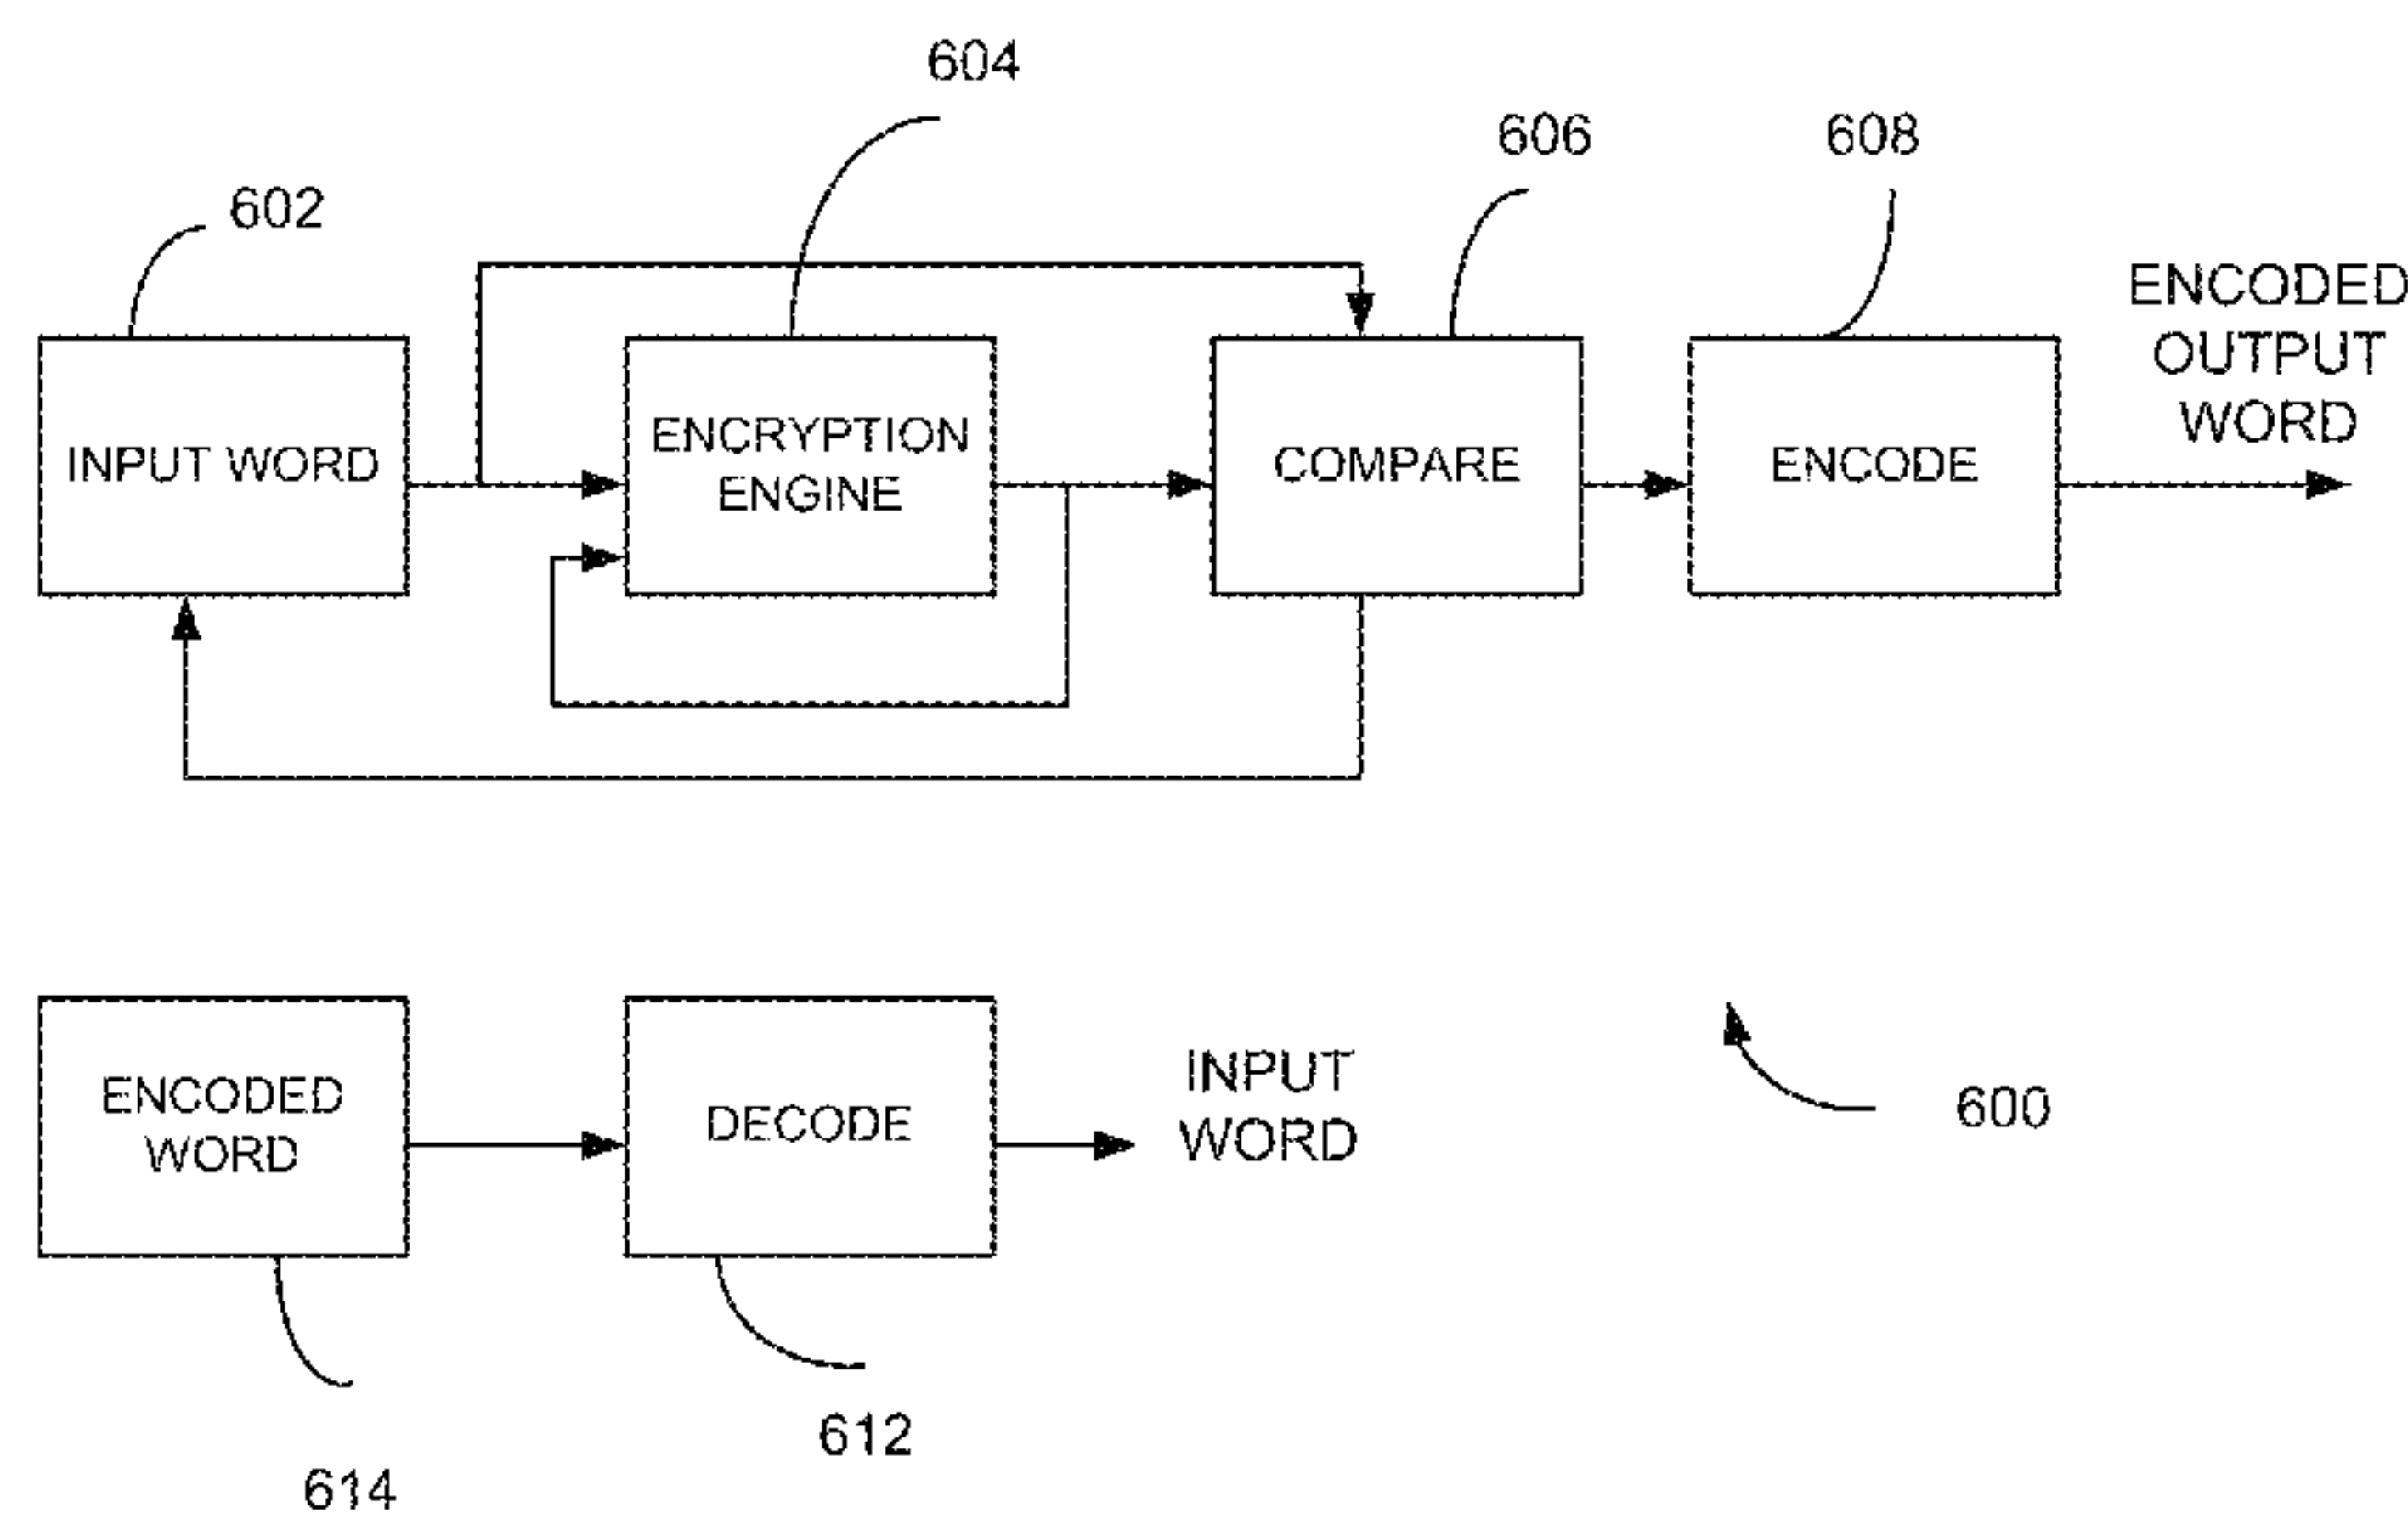 604
606
608
602
ENCODED
OUTPUT
WORD
INPUT WORD
ENCRYPTION
ENGINE
COMPARE
ENCODE
ENCODED
WORD
DECODE
INPUT
WORD
600
612
614